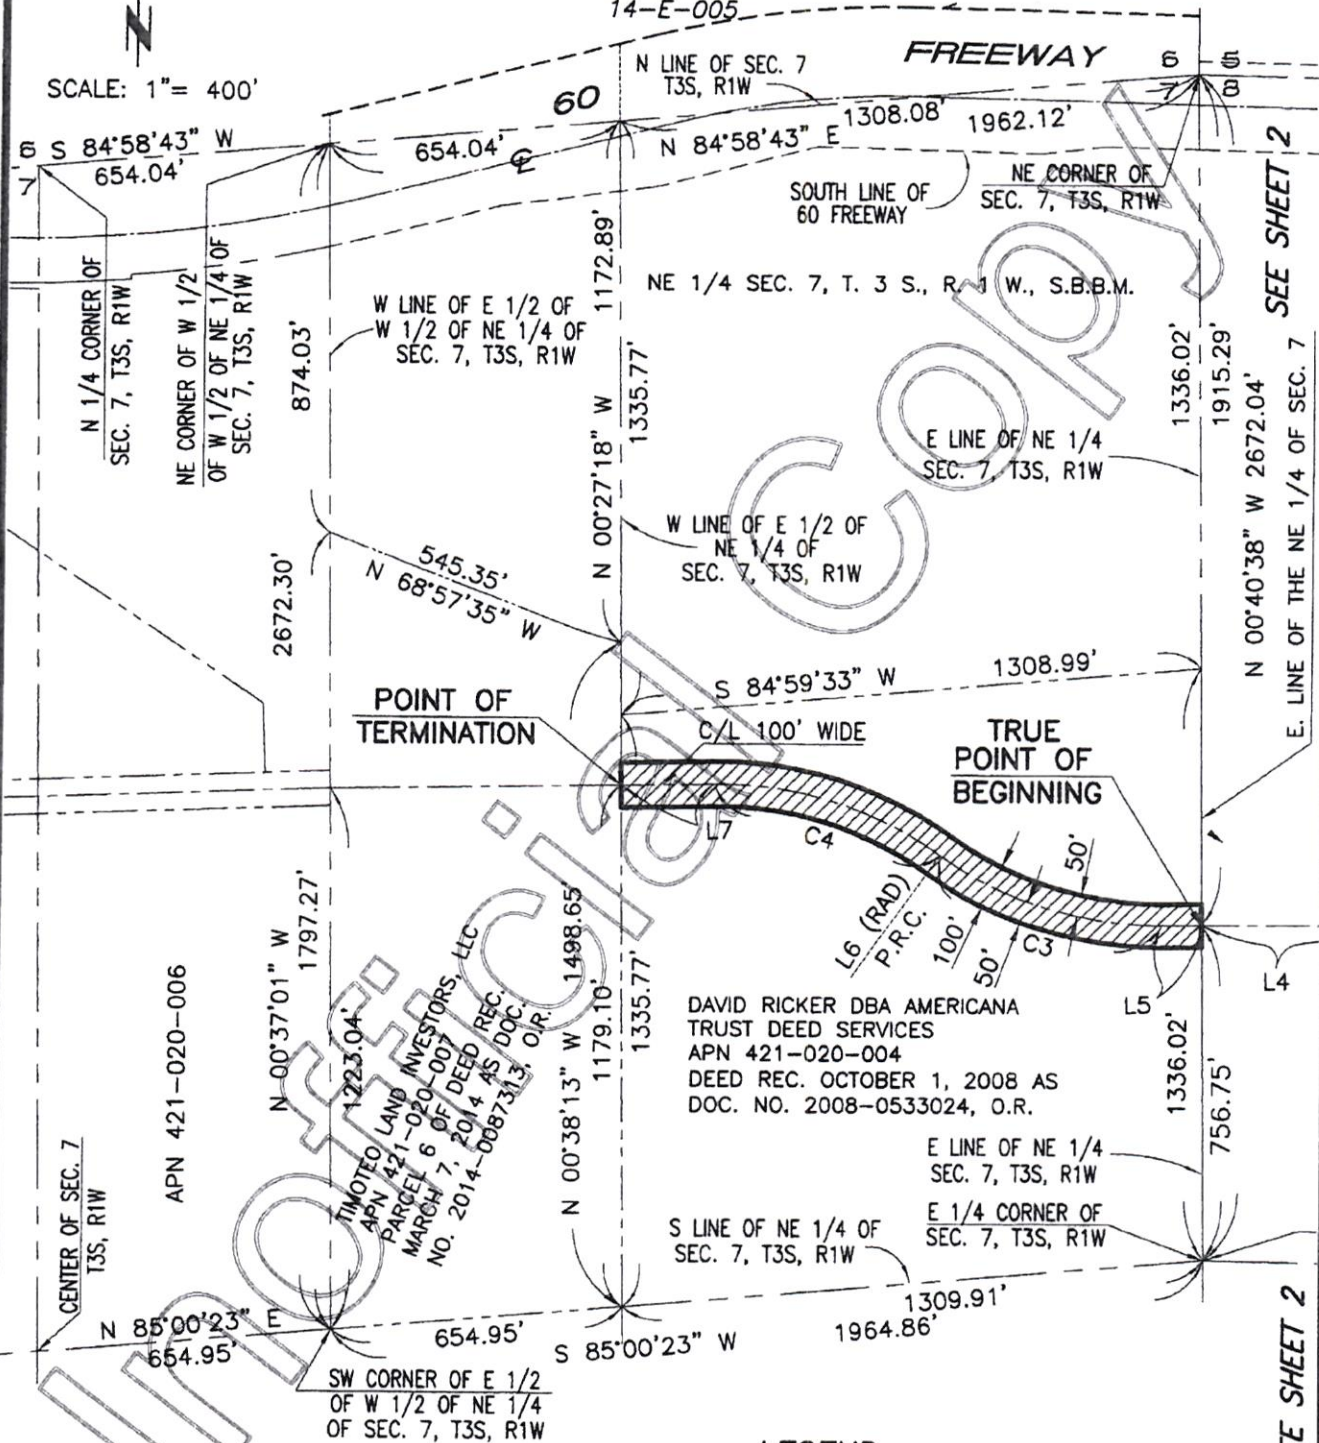 14-E-005
N
SCALE: 1"= 400'
FREEWAY
N LINE OF SEC. 7
T3S, R1W
60
6 5
7 8
1308.08'
1962.12'
6 S 84°58'43" W
7
654.04'
654.04'
℄
N 84°58'43" E
SOUTH LINE OF
60 FREEWAY
NE CORNER OF
SEC. 7, T3S, R1W
SEE SHEET 2
N 1/4 CORNER OF
SEC. 7, T3S, R1W
NE CORNER OF W 1/2
OF W 1/2 OF NE 1/4 OF
SEC. 7, T3S, R1W
874.03'
W LINE OF E 1/2 OF
W 1/2 OF NE 1/4 OF
SEC. 7, T3S, R1W
1172.89'
NE 1/4 SEC. 7, T. 3 S., R. 1 W., S.B.B.M.
N 00°27'18" W
1335.77'
1336.02'
1915.29'
N 00°40'38" W 2672.04'
E. LINE OF THE NE 1/4 OF SEC. 7
E LINE OF NE 1/4
SEC. 7, T3S, R1W
W LINE OF E 1/2 OF
NE 1/4 OF
SEC. 7, T3S, R1W
2672.30'
545.35'
N 68°57'35" W
S 84°59'33" W
1308.99'
POINT OF
TERMINATION
C/L 100' WIDE
TRUE
POINT OF
BEGINNING
L7
C4
L6 (RAD)
P.R.C.
100'
50'
50'
C3
L5
L4
N 00°37'01" W
1797.27'
1223.04'
1498.65'
APN 421-020-006
TIMOTEO LAND INVESTORS, LLC
APN 421-020-007
PARCEL 6 OF DEED REC.
MARCH 7, 2014 AS DOC.
NO. 2014-0087313, O.R.
N 00°38'13" W
1179.10'
1335.77'
DAVID RICKER DBA AMERICANA
TRUST DEED SERVICES
APN 421-020-004
DEED REC. OCTOBER 1, 2008 AS
DOC. NO. 2008-0533024, O.R.
1336.02'
756.75'
E LINE OF NE 1/4
SEC. 7, T3S, R1W
E 1/4 CORNER OF
SEC. 7, T3S, R1W
S LINE OF NE 1/4 OF
SEC. 7, T3S, R1W
CENTER OF SEC. 7
T3S, R1W
N 85°00'23" E
654.95'
654.95'
S 85°00'23" W
1309.91'
1964.86'
SW CORNER OF E 1/2
OF W 1/2 OF NE 1/4
OF SEC. 7, T3S, R1W
SHEET 2
Unofficial Copy